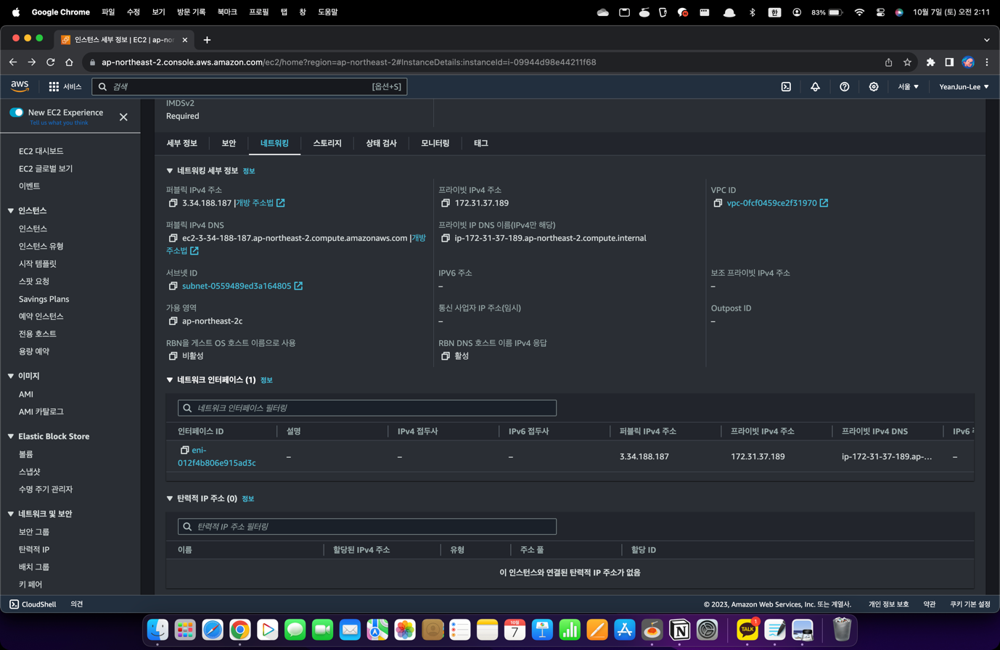 Google Chrome 파일 수정 보기 방문 기록 북마크 프로필 탭 창 도움말 한 83% 10월 7일 (토) 오전 2:11
인스턴스 세부 정보 | EC2 | ap-nor
ap-northeast-2.console.aws.amazon.com/ec2/home?region=ap-northeast-2#InstanceDetails:instanceId=i-09944d98e44211f68
aws 서비스 검색 [옵션+S] 서울 YeanJun-Lee
New EC2 Experience
Tell us what you think
EC2 대시보드
EC2 글로벌 보기
이벤트
인스턴스
인스턴스
인스턴스 유형
시작 템플릿
스팟 요청
Savings Plans
예약 인스턴스
전용 호스트
용량 예약
이미지
AMI
AMI 카탈로그
Elastic Block Store
볼륨
스냅샷
수명 주기 관리자
네트워크 및 보안
보안 그룹
탄력적 IP
배치 그룹
키 페어
IMDSv2
Required
세부 정보 보안 네트워킹 스토리지 상태 검사 모니터링 태그
네트워킹 세부 정보 정보
퍼블릭 IPv4 주소
3.34.188.187 |개방 주소법
프라이빗 IPv4 주소
172.31.37.189
VPC ID
vpc-0fcf0459ce2f31970
퍼블릭 IPv4 DNS
ec2-3-34-188-187.ap-northeast-2.compute.amazonaws.com |개방
주소법
프라이빗 IP DNS 이름(IPv4만 해당)
ip-172-31-37-189.ap-northeast-2.compute.internal
서브넷 ID
subnet-0559489ed3a164805
IPV6 주소
–
보조 프라이빗 IPv4 주소
–
가용 영역
ap-northeast-2c
통신 사업자 IP 주소(임시)
–
Outpost ID
–
RBN을 게스트 OS 호스트 이름으로 사용
비활성
RBN DNS 호스트 이름 IPv4 응답
활성
네트워크 인터페이스 (1) 정보
네트워크 인터페이스 필터링
인터페이스 ID 설명 IPv4 접두사 IPv6 접두사 퍼블릭 IPv4 주소 프라이빗 IPv4 주소 프라이빗 IPv4 DNS IPv6
eni-
012f4b806e915ad3c – – – 3.34.188.187 172.31.37.189 ip-172-31-37-189.ap-... –
탄력적 IP 주소 (0) 정보
탄력적 IP 주소 필터링
이름 할당된 IPv4 주소 유형 주소 풀 할당 ID
이 인스턴스와 연결된 탄력적 IP 주소가 없음
CloudShell 의견 © 2023, Amazon Web Services, Inc. 또는 계열사. 개인 정보 보호 약관 쿠키 기본 설정
10월
7
TALK
1